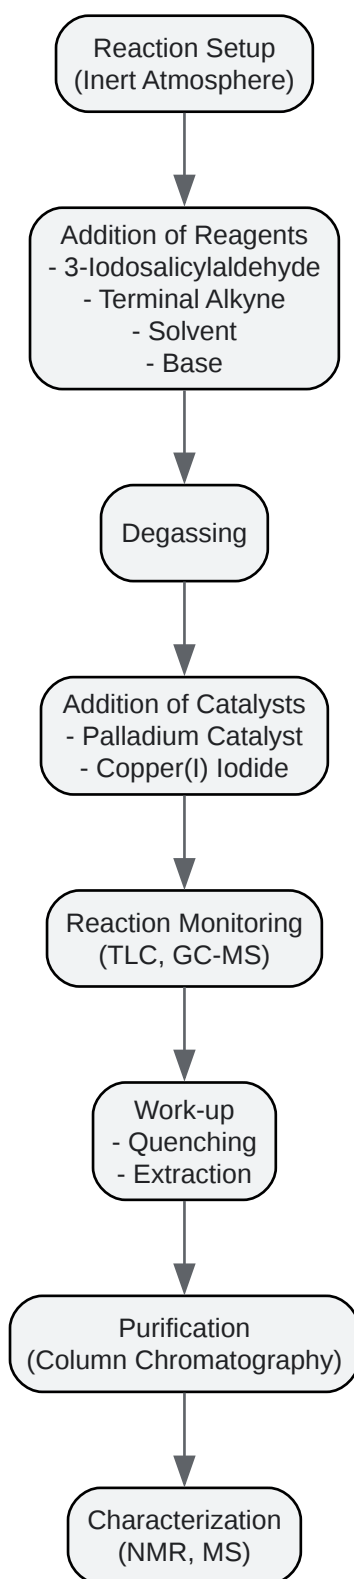 Reaction Setup
(Inert Atmosphere)
Addition of Reagents
- 3-Iodosalicylaldehyde
- Terminal Alkyne
- Solvent
- Base
Degassing
Addition of Catalysts
- Palladium Catalyst
- Copper(I) Iodide
Reaction Monitoring
(TLC, GC-MS)
Work-up
- Quenching
- Extraction
Purification
(Column Chromatography)
Characterization
(NMR, MS)